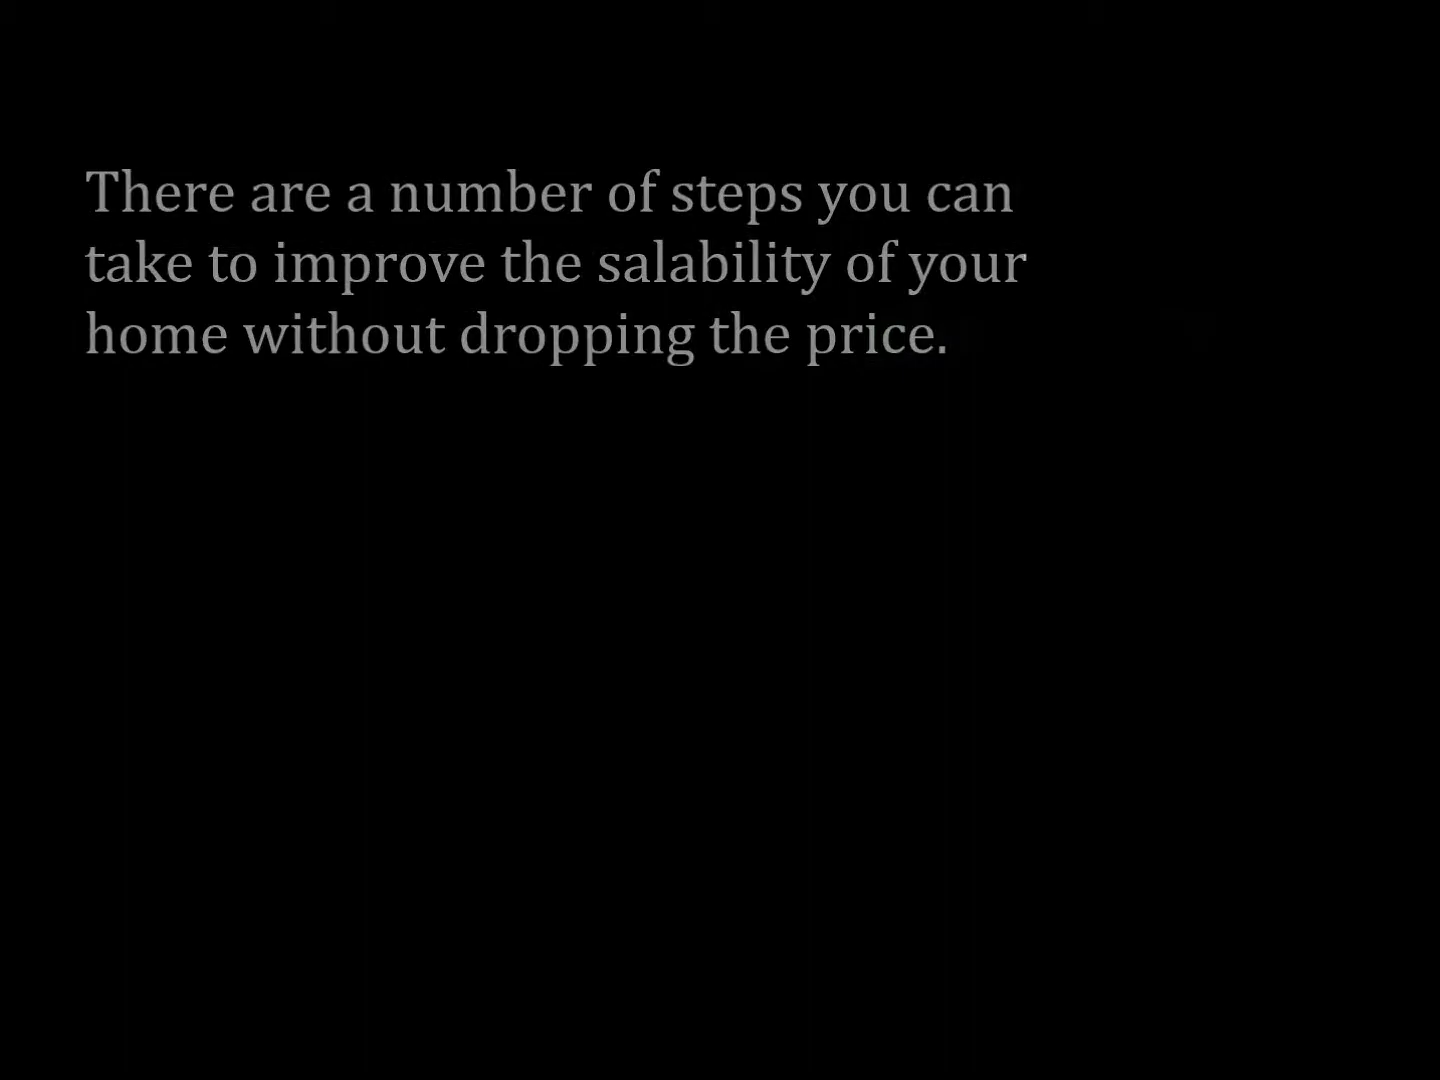 There are a number of steps you can
take to improve the salability of your
home without dropping the price.